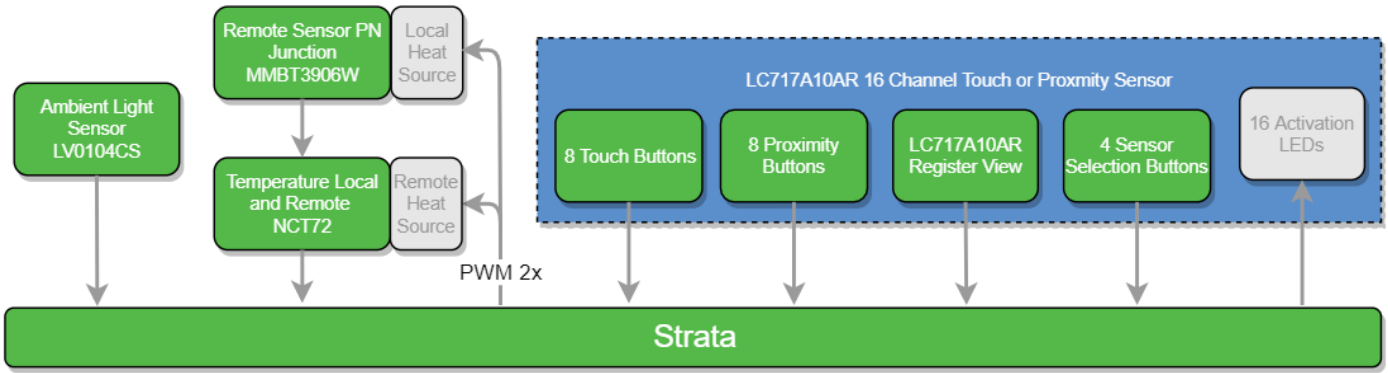 Remote Sensor PN
Junction
MMBT3906W
Local
Heat
Source
LC717A10AR 16 Channel Touch or Proxmity Sensor
Ambient Light
Sensor
LV0104CS
8 Touch Buttons
8 Proximity
Buttons
LC717A10AR
Register View
4 Sensor
Selection Buttons
16 Activation
LEDs
Temperature Local
and Remote
NCT72
Remote
Heat
Source
PWM 2x
Strata